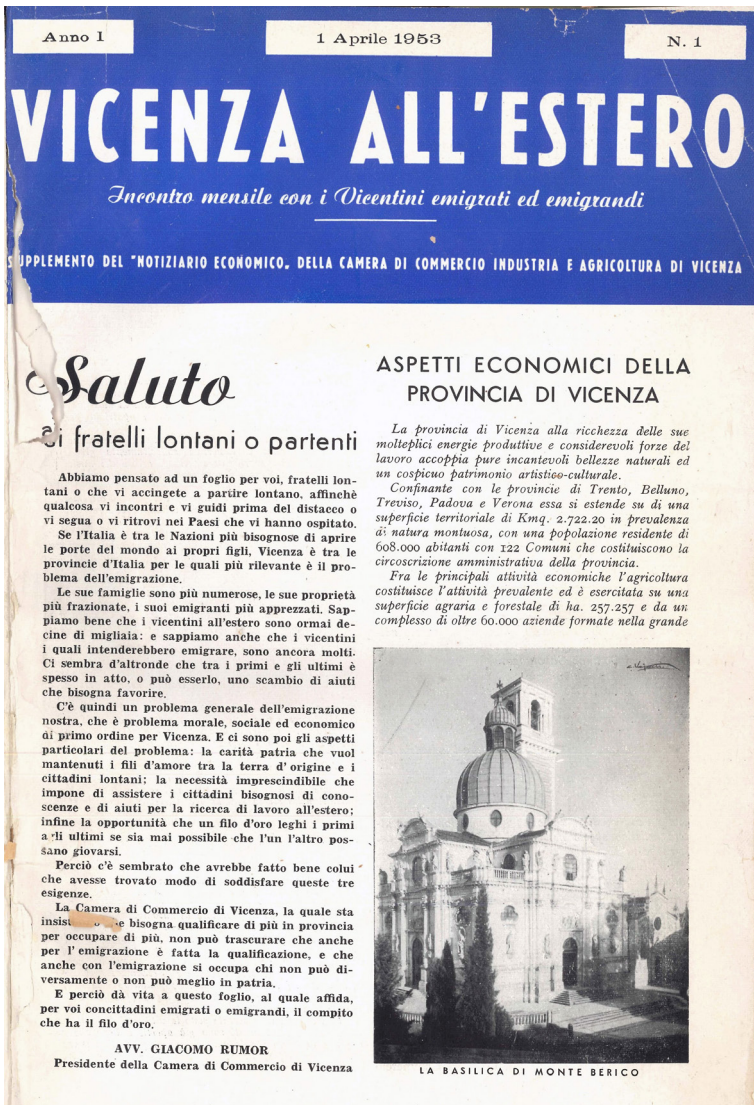 Anno I
1 Aprile 1953
N. 1
VICENZA ALL'ESTERO
Incontro mensile con i Vicentini emigrati ed emigrandi
SUPPLEMENTO DEL "NOTIZIARIO ECONOMICO" DELLA CAMERA DI COMMERCIO INDUSTRIA E AGRICOLTURA DI VICENZA
Saluto
ai fratelli lontani o partenti
Abbiamo pensato ad un foglio per voi, fratelli lon-
tani o che vi accingete a partire lontano, affinchè
qualcosa vi incontri e vi guidi prima del distacco o
vi segua o vi ritrovi nei Paesi che vi hanno ospitato.
Se l'Italia è tra le Nazioni più bisognose di aprire
le porte del mondo ai propri figli, Vicenza è tra le
provincie d'Italia per le quali più rilevante è il pro-
blema dell'emigrazione.
Le sue famiglie sono più numerose, le sue proprietà
più frazionate, i suoi emigranti più apprezzati. Sap-
piamo bene che i vicentini all'estero sono ormai de-
cine di migliaia: e sappiamo anche che i vicentini
i quali intenderebbero emigrare, sono ancora molti.
Ci sembra d'altronde che tra i primi e gli ultimi è
spesso in atto, o può esserlo, uno scambio di aiuti
che bisogna favorire.
C'è quindi un problema generale dell'emigrazione
nostra, che è problema morale, sociale ed economico
di primo ordine per Vicenza. E ci sono poi gli aspetti
particolari del problema: la carità patria che vuol
mantenuti i fili d'amore tra la terra d'origine e i
cittadini lontani; la necessità imprescindibile che
impone di assistere i cittadini bisognosi di cono-
scenze e di aiuti per la ricerca di lavoro all'estero;
infine la opportunità che un filo d'oro leghi i primi
agli ultimi se sia mai possibile che l'un l'altro pos-
sano giovarsi.
Perciò c'è sembrato che avrebbe fatto bene colui
che avesse trovato modo di soddisfare queste tre
esigenze.
La Camera di Commercio di Vicenza, la quale sta
bisogna qualificare di più in provincia
per occupare di più, non può trascurare che anche
per l'emigrazione è fatta la qualificazione, e che
anche con l'emigrazione si occupa chi non può di-
versamente o non può meglio in patria.
E perciò dà vita a questo foglio, al quale affida,
per voi concittadini emigrati o emigrandi, il compito
che ha il filo d'oro.
AVV. GIACOMO RUMOR
Presidente della Camera di Commercio di Vicenza
ASPETTI ECONOMICI DELLA
PROVINCIA DI VICENZA
La provincia di Vicenza alla ricchezza delle sue
molteplici energie produttive e considerevoli forze del
lavoro accoppia pure incantevoli bellezze naturali ed
un cospicuo patrimonio artistico-culturale.
Confinante con le provincie di Trento, Belluno,
Treviso, Padova e Verona essa si estende su di una
superficie territoriale di Kmq. 2.722.20 in prevalenza
di natura montuosa, con una popolazione residente di
608.000 abitanti con 122 Comuni che costituiscono la
circoscrizione amministrativa della provincia.
Fra le principali attività economiche l'agricoltura
costituisce l'attività prevalente ed è esercitata su una
superficie agraria e forestale di ha. 257.257 e da un
complesso di oltre 60.000 aziende formate nella grande
LA BASILICA DI MONTE BERICO